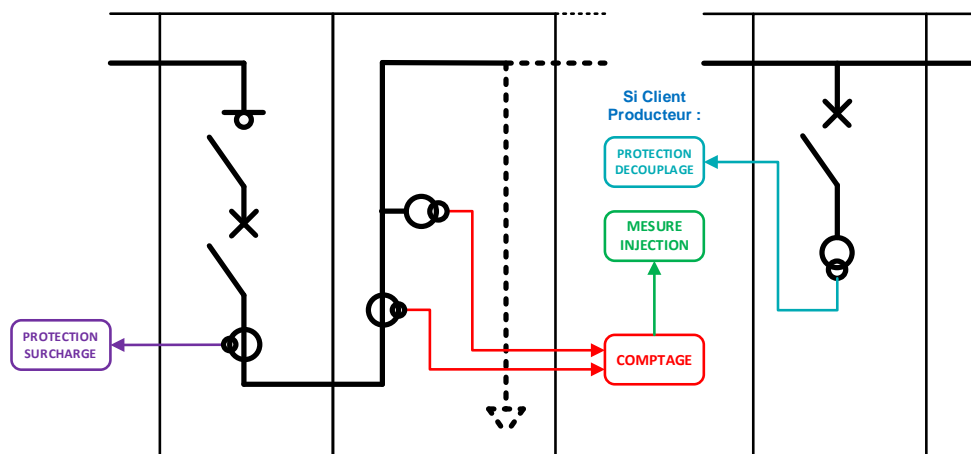 Si Client
Producteur :
PROTECTION
DECOUPLAGE
MESURE
INJECTION
PROTECTION
SURCHARGE
COMPTAGE